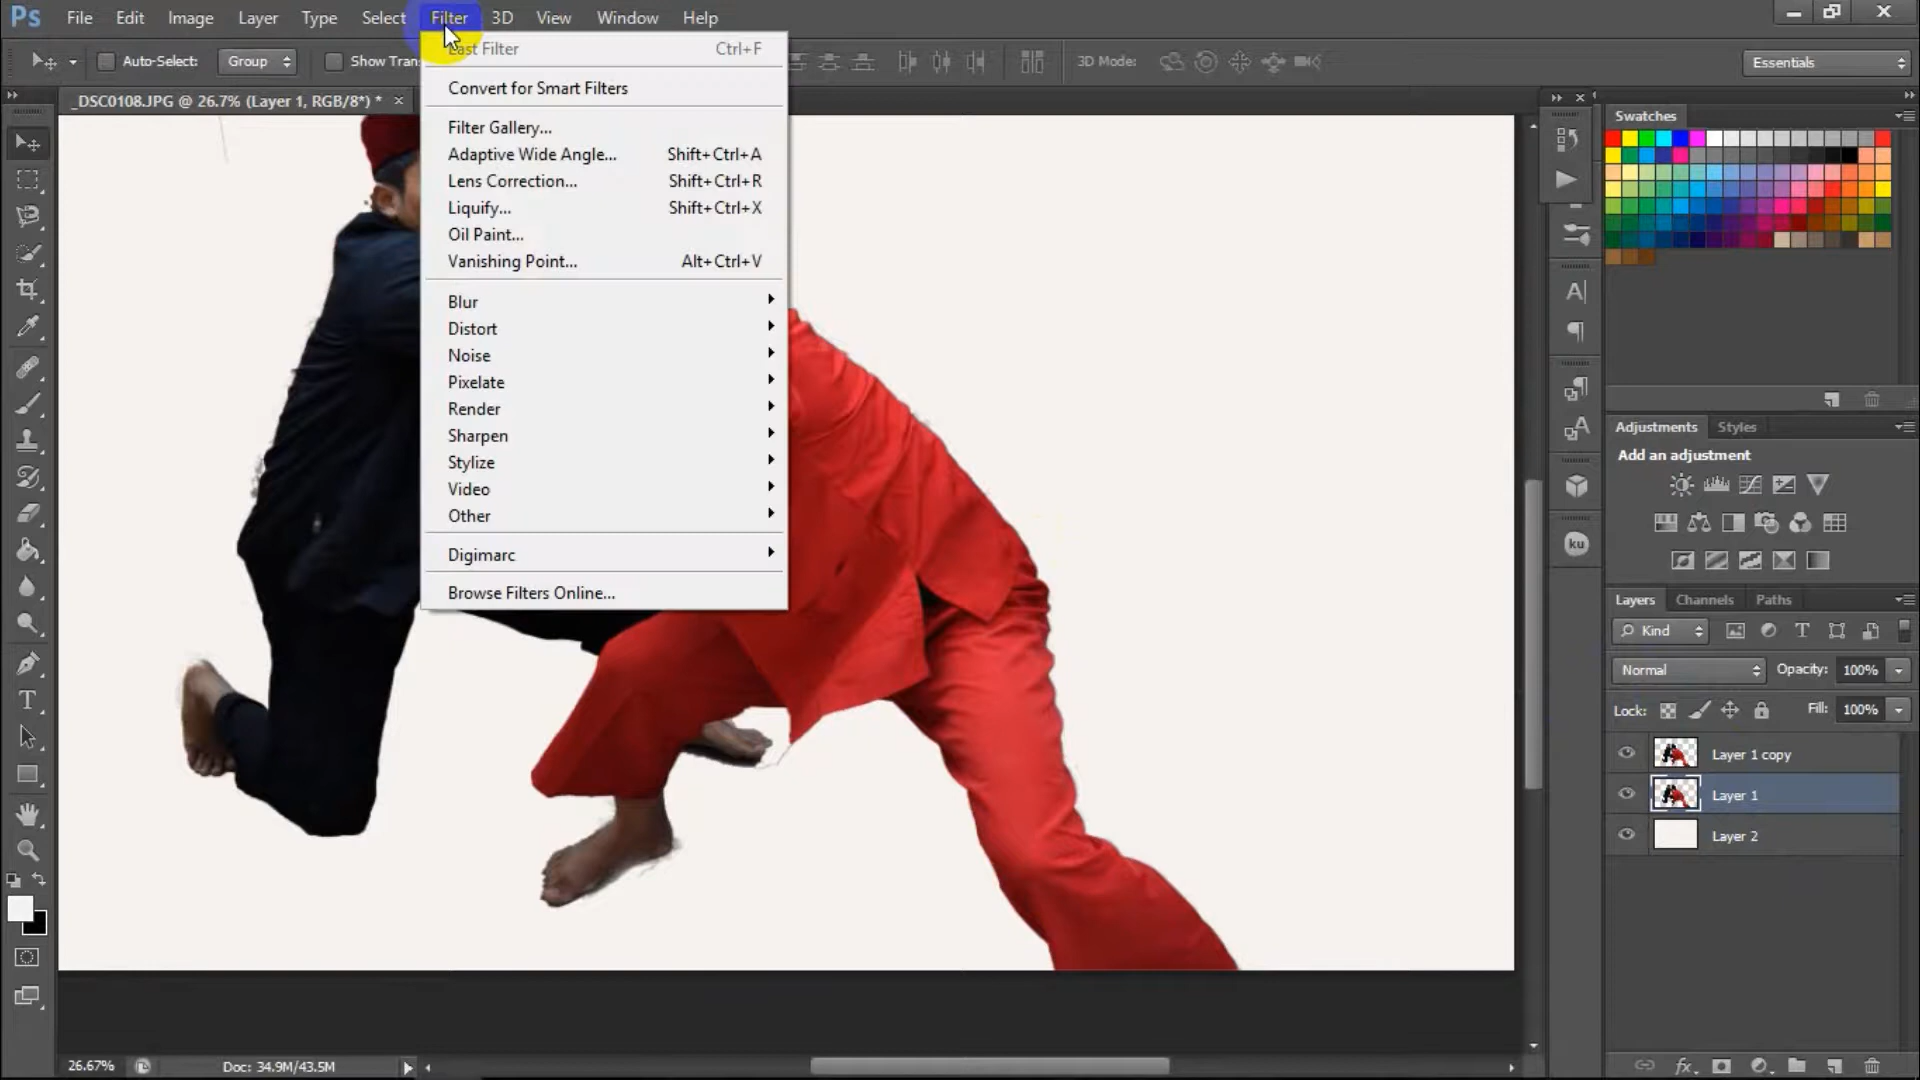 Ps File Edit Image Layer Type Select Filter 3D View Window Help
Auto-Select: Group Show Tran 3D Mode: Essentials
_DSC0108.JPG @ 26.7% (Layer 1, RGB/8*) * ×
Last Filter Ctrl+F
Convert for Smart Filters
Filter Gallery...
Adaptive Wide Angle... Shift+Ctrl+A
Lens Correction... Shift+Ctrl+R
Liquify... Shift+Ctrl+X
Oil Paint...
Vanishing Point... Alt+Ctrl+V
Blur
Distort
Noise
Pixelate
Render
Sharpen
Stylize
Video
Other
Digimarc
Browse Filters Online...
Swatches
Adjustments Styles
Add an adjustment
ku
Layers Channels Paths
Kind
Normal Opacity: 100%
Lock: Fill: 100%
Layer 1 copy
Layer 1
Layer 2
fx
26.67% Doc: 34.9M/43.5M